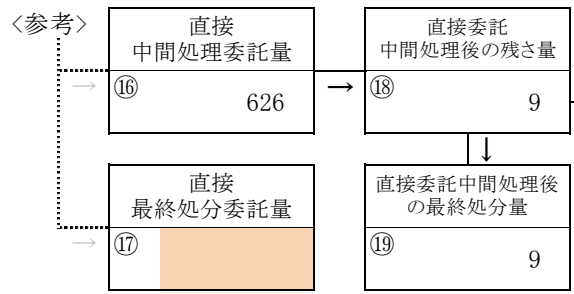 <参考>
直接
中間処理委託量
⑯
626
→
直接委託
中間処理後の残さ量
⑱
9
↓
直接
最終処分委託量
⑰
直接委託中間処理後
の最終処分量
⑲
9